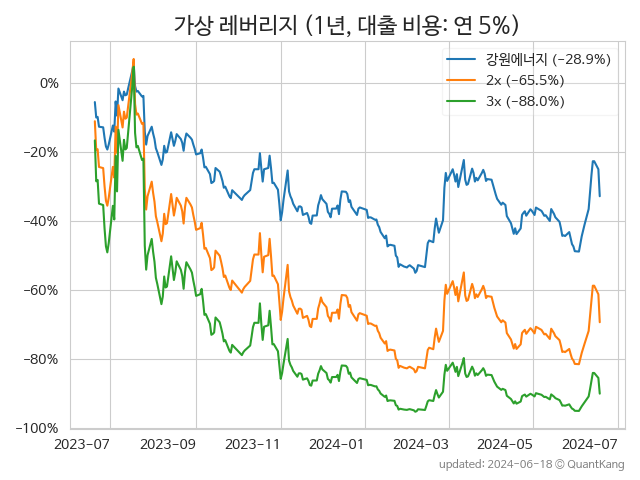 가상 레버리지 (1년, 대출 비용: 연 5%)
강원에너지 (−28.9%)
2x (−65.5%)
3x (−88.0%)
0%
−20%
−40%
−60%
−80%
−100%
2023-07 2023-09 2023-11 2024-01 2024-03 2024-05 2024-07
updated: 2024-06-18 ⓒ QuantKang